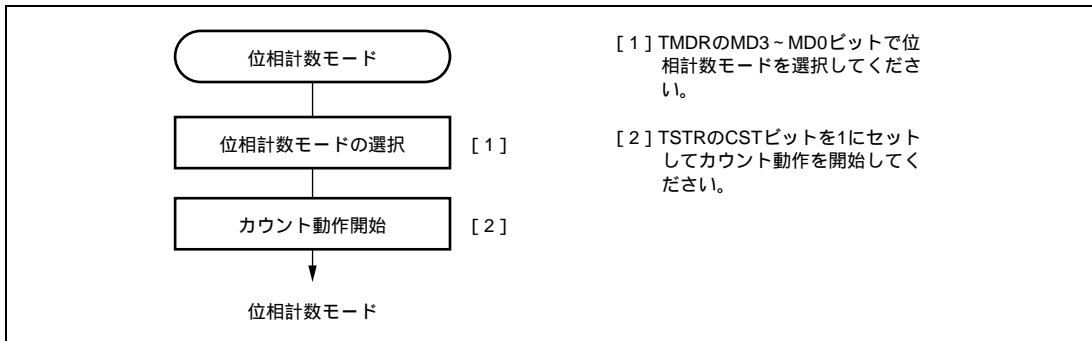 位相計数モード
位相計数モードの選択
[1]
カウント動作開始
[2]
位相計数モード
[1]TMDRのMD3~MD0ビットで位
相計数モードを選択してくださ
い。
[2]TSTRのCSTビットを1にセット
してカウント動作を開始してく
ださい。